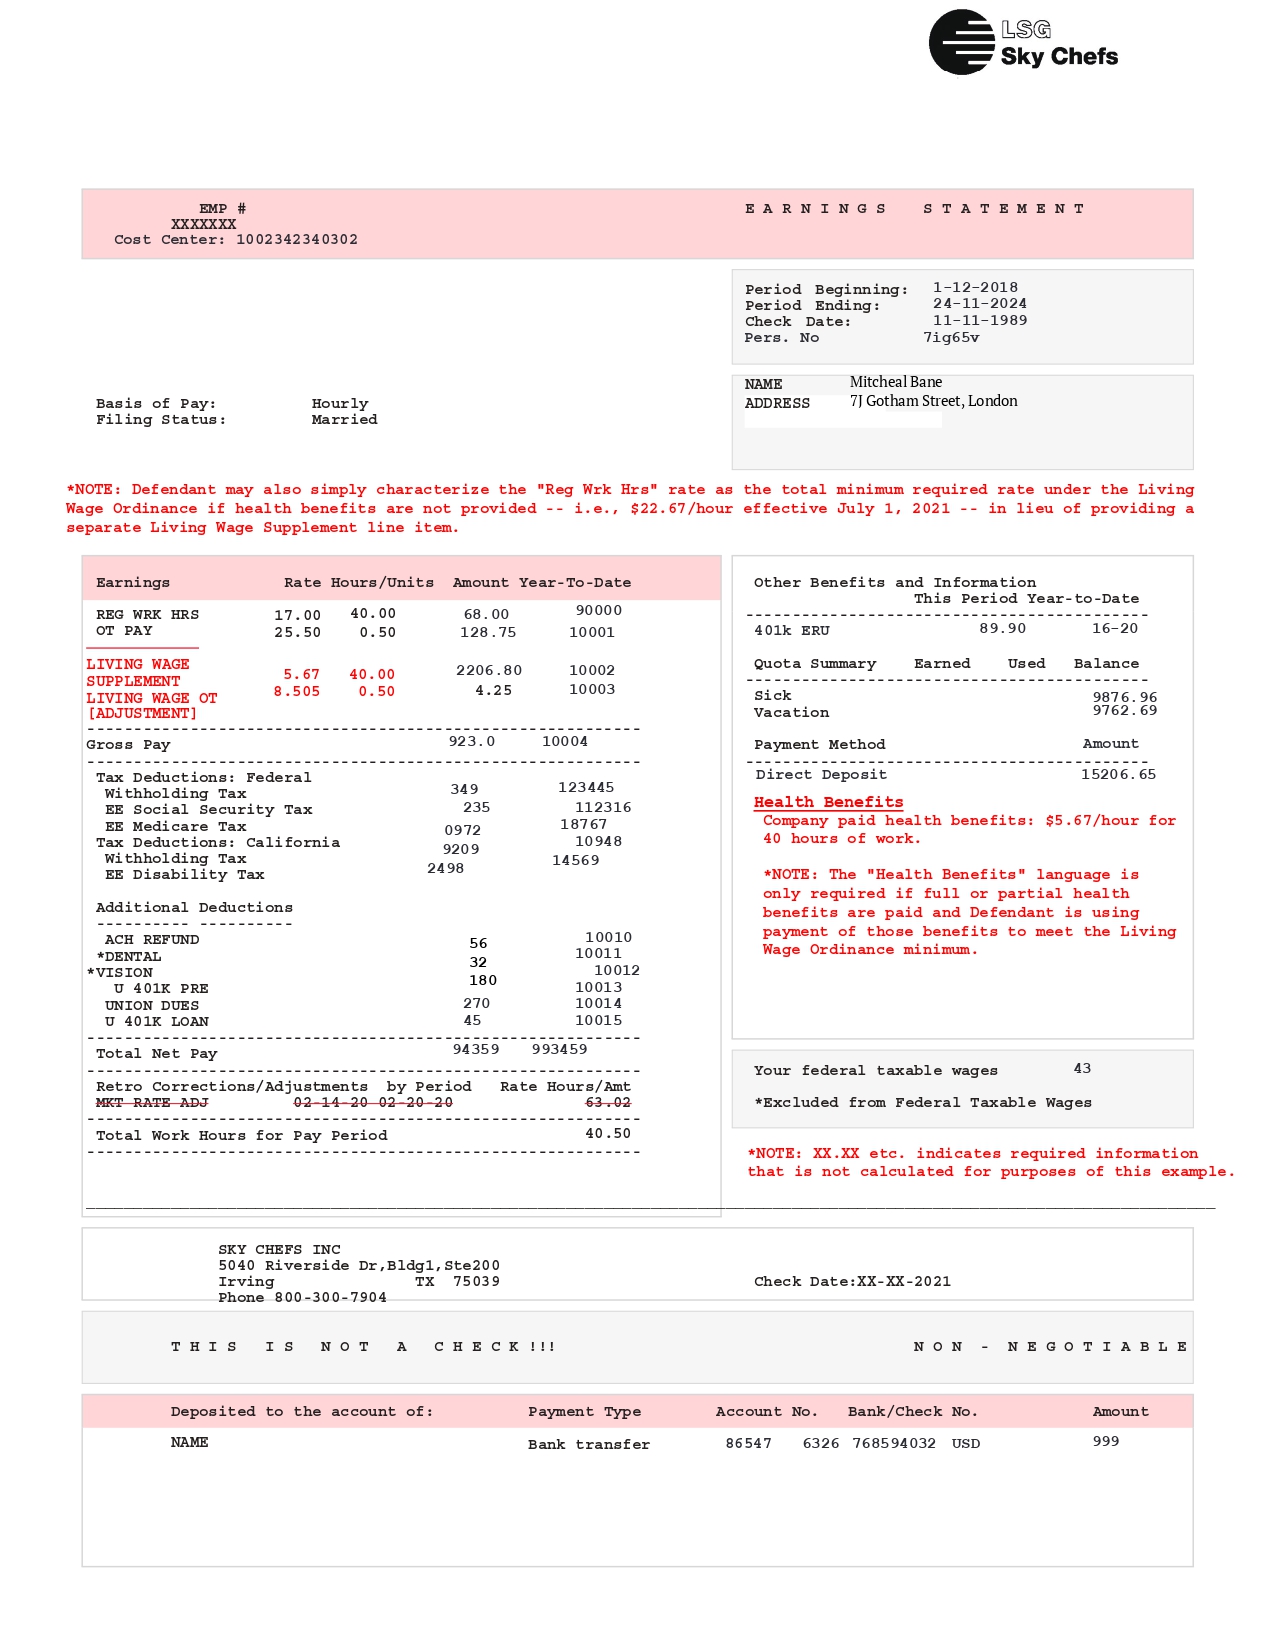 LSG
Sky Chefs
EMP #
XXXXXXX
Cost Center: 1002342340302
EARNINGS STATEMENT
Period Beginning: 1-12-2018
Period Ending: 24-11-2024
Check Date: 11-11-1989
Pers. No 7ig65v
NAME Mitcheal Bane
ADDRESS 7J Gotham Street, London
Basis of Pay: Hourly
Filing Status: Married
*NOTE: Defendant may also simply characterize the "Reg Wrk Hrs" rate as the total minimum required rate under the Living
Wage Ordinance if health benefits are not provided -- i.e., $22.67/hour effective July 1, 2021 -- in lieu of providing a
separate Living Wage Supplement line item.
Earnings Rate Hours/Units Amount Year-To-Date
REG WRK HRS 17.00 40.00 68.00 90000
OT PAY 25.50 0.50 128.75 10001
LIVING WAGE
SUPPLEMENT 5.67 40.00 2206.80 10002
LIVING WAGE OT 8.505 0.50 4.25 10003
[ADJUSTMENT]
Gross Pay 923.0 10004
Tax Deductions: Federal
Withholding Tax 349 123445
EE Social Security Tax 235 112316
EE Medicare Tax 0972 18767
Tax Deductions: California 9209 10948
Withholding Tax 2498 14569
EE Disability Tax
Additional Deductions
---------- ----------
ACH REFUND 56 10010
*DENTAL 32 10011
*VISION 180 10012
U 401K PRE 10013
UNION DUES 270 10014
U 401K LOAN 45 10015
Total Net Pay 94359 993459
Retro Corrections/Adjustments by Period Rate Hours/Amt
MKT RATE ADJ 02-14-20 02-20-20 63.02
Total Work Hours for Pay Period 40.50
Other Benefits and Information
This Period Year-to-Date
401k ERU 89.90 16-20
Quota Summary Earned Used Balance
Sick 9876.96
Vacation 9762.69
Payment Method Amount
Direct Deposit 15206.65
Health Benefits
Company paid health benefits: $5.67/hour for
40 hours of work.
*NOTE: The "Health Benefits" language is
only required if full or partial health
benefits are paid and Defendant is using
payment of those benefits to meet the Living
Wage Ordinance minimum.
Your federal taxable wages 43
*Excluded from Federal Taxable Wages
*NOTE: XX.XX etc. indicates required information
that is not calculated for purposes of this example.
SKY CHEFS INC
5040 Riverside Dr,Bldg1,Ste200
Irving TX 75039
Phone 800-300-7904
Check Date:XX-XX-2021
THIS IS NOT A CHECK!!! NON - NEGOTIABLE
Deposited to the account of: Payment Type Account No. Bank/Check No. Amount
NAME Bank transfer 86547 6326 768594032 USD 999